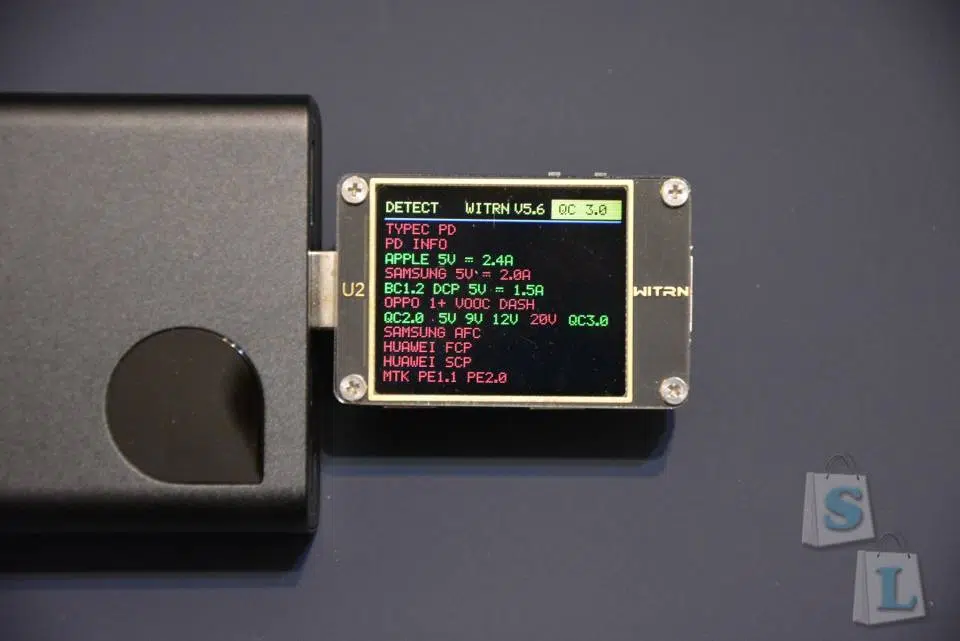 DETECT WITRN V5.6 QC 3.0
TYPEC PD
PD INFO
APPLE 5V = 2.4A
SAMSUNG 5V = 2.0A
BC1.2 DCP 5V = 1.5A
OPPO 1+ VOOC DASH
QC2.0 5V 9V 12V 20V QC3.0
SAMSUNG AFC
HUAWEI FCP
HUAWEI SCP
MTK PE1.1 PE2.0
U2
WITRN
S
L